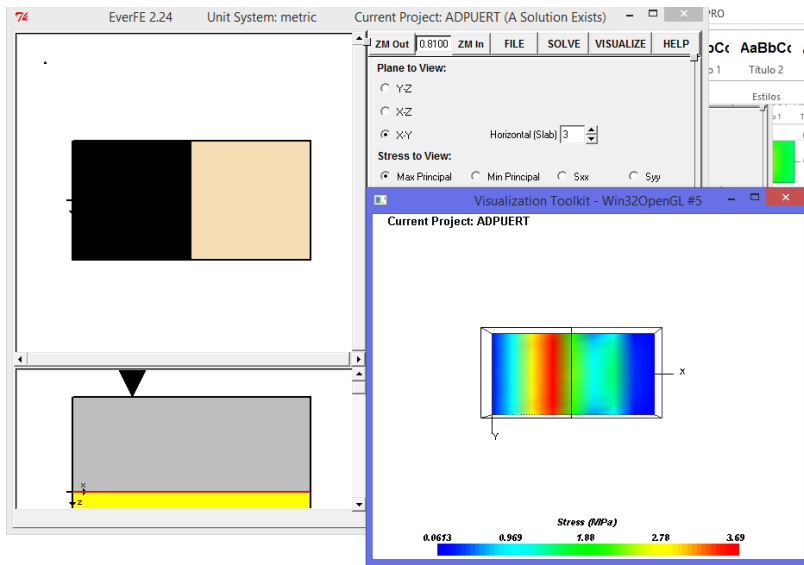 EverFE 2.24 Unit System: metric Current Project: ADPUERT (A Solution Exists)
ZM Out 0.8100 ZM In FILE SOLVE VISUALIZE HELP
Plane to View:
Y-Z
X-Z
X-Y Horizontal (Slab) 3
Stress to View:
Max Principal Min Principal Sxx Syy
PRO
AaBbCc
Título 2
Estilos
Visualization Toolkit - Win32OpenGL #5
Current Project: ADPUERT
X
Y
Stress (MPa)
0.0613 0.969 1.88 2.78 3.69
x
z